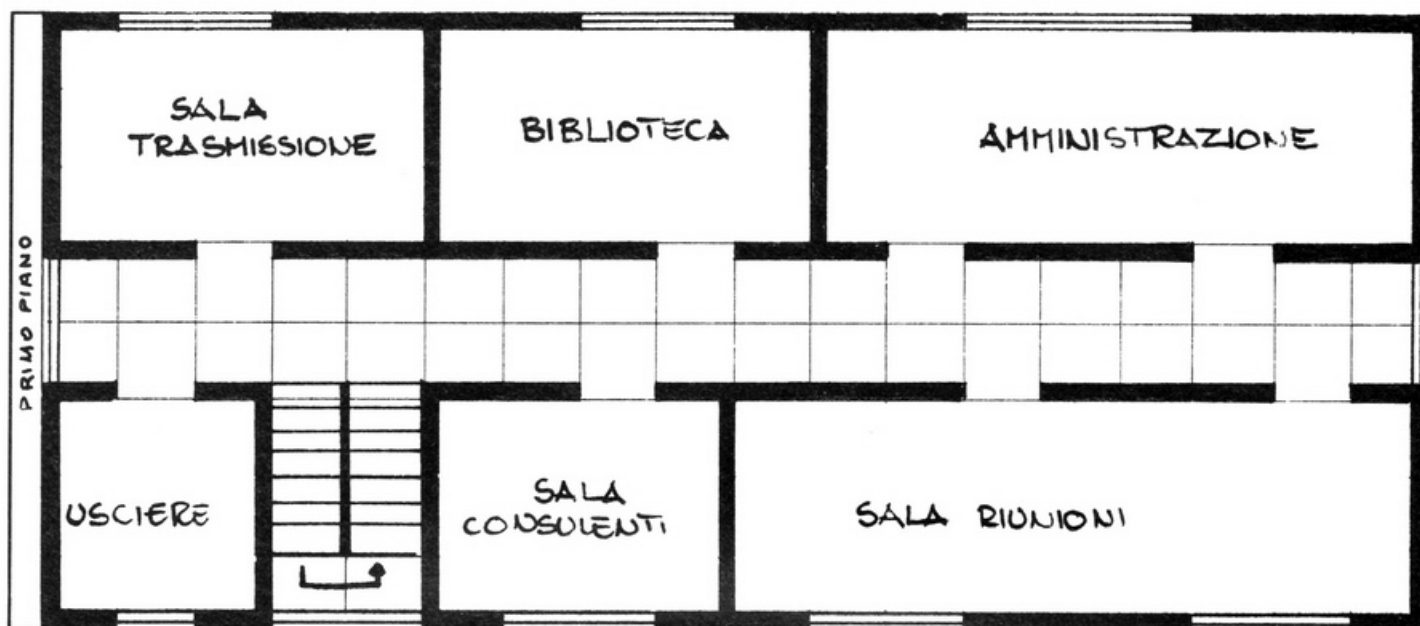 PRIMO PIANO
SALA
TRASMISSIONE
BIBLIOTECA
AMMINISTRAZIONE
USCIERE
SALA
CONSULENTI
SALA RIUNIONI